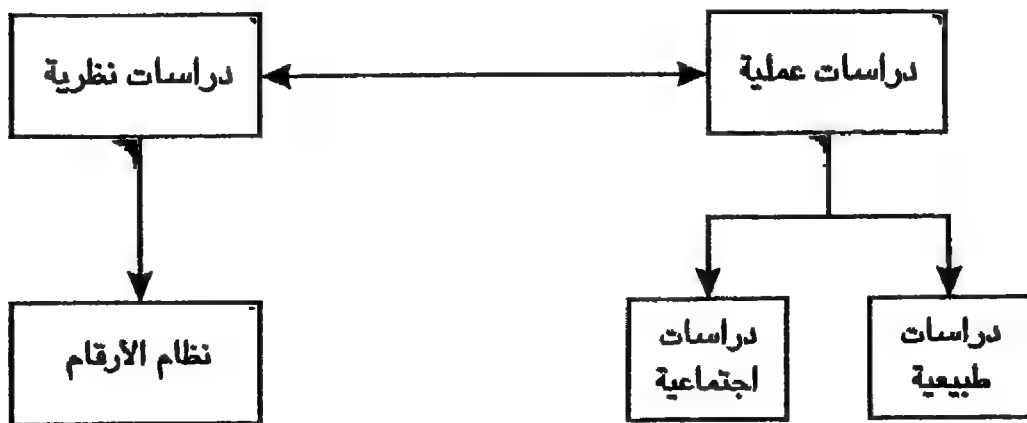 دراسات عملية
دراسات نظرية
دراسات
طبيعية
دراسات
اجتماعية
نظام الأرقام